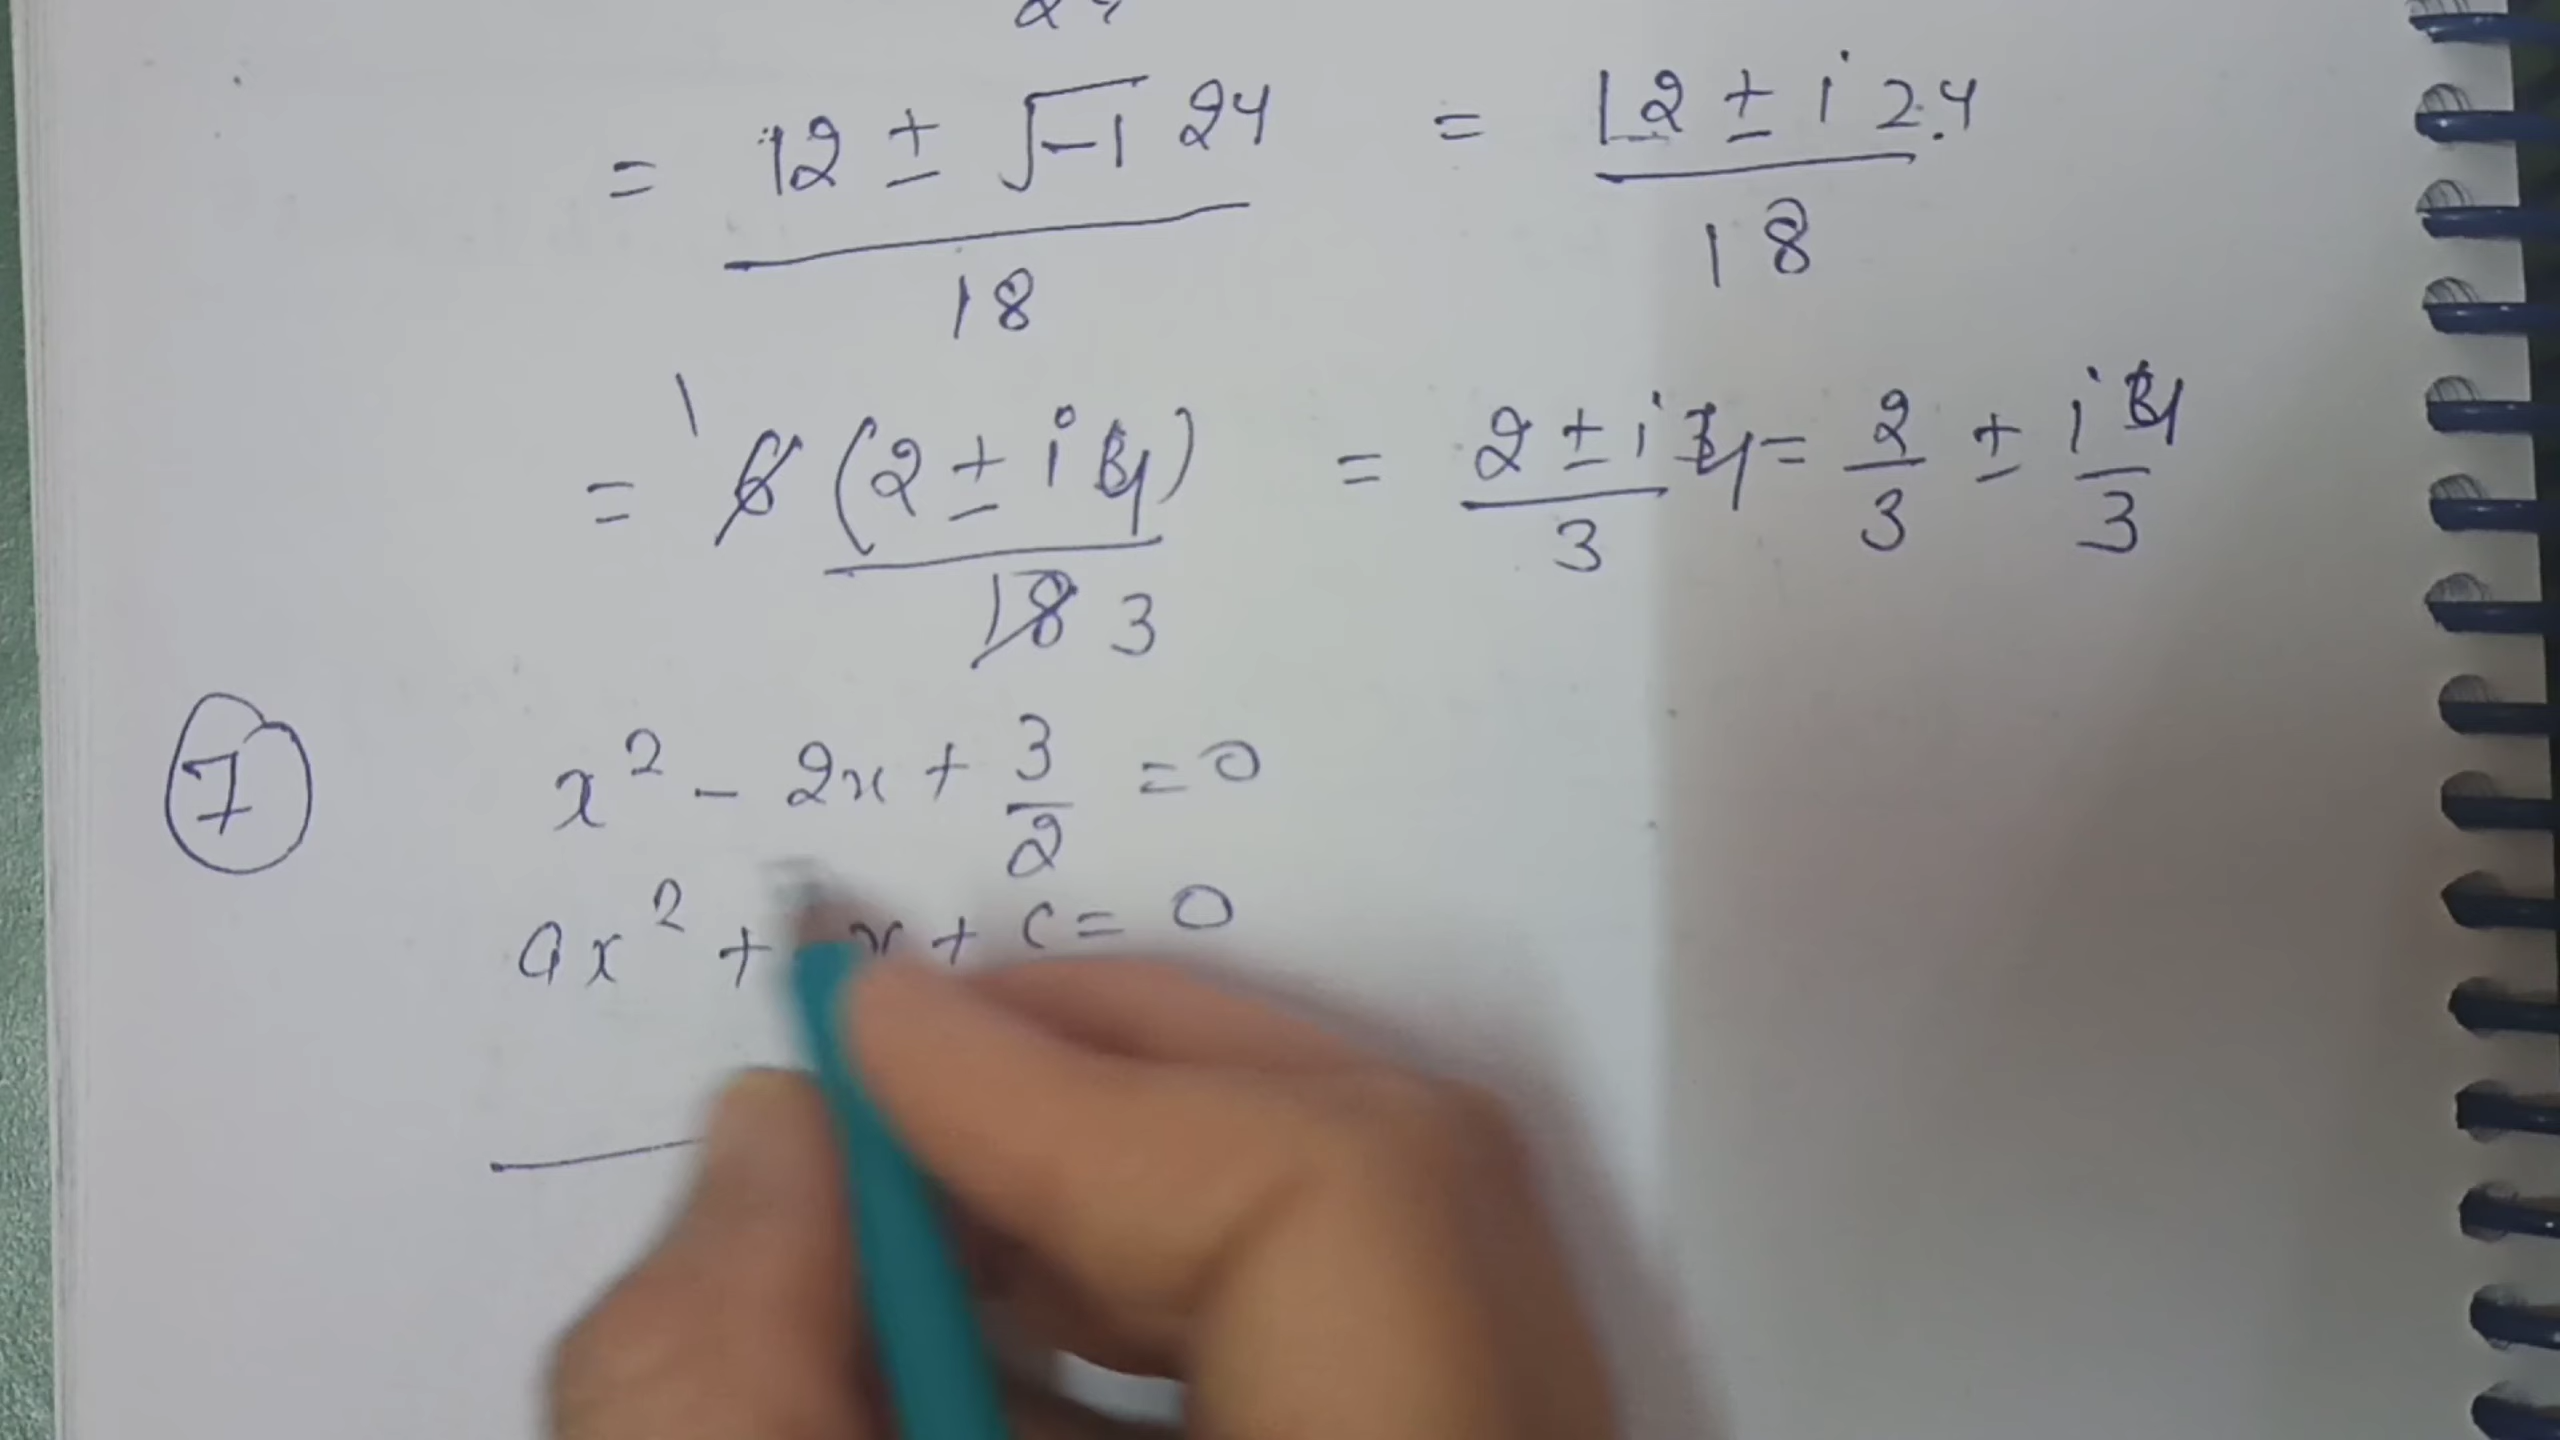 = (12 ± √-1 24)/18 = (12 ± i 24)/18
= 1 6 (2 ± i 4)/18 3 = (2 ± i 4)/3 = 2/3 ± i 4/3
7 x² - 2x + 3/2 = 0
ax² + x + c = 0